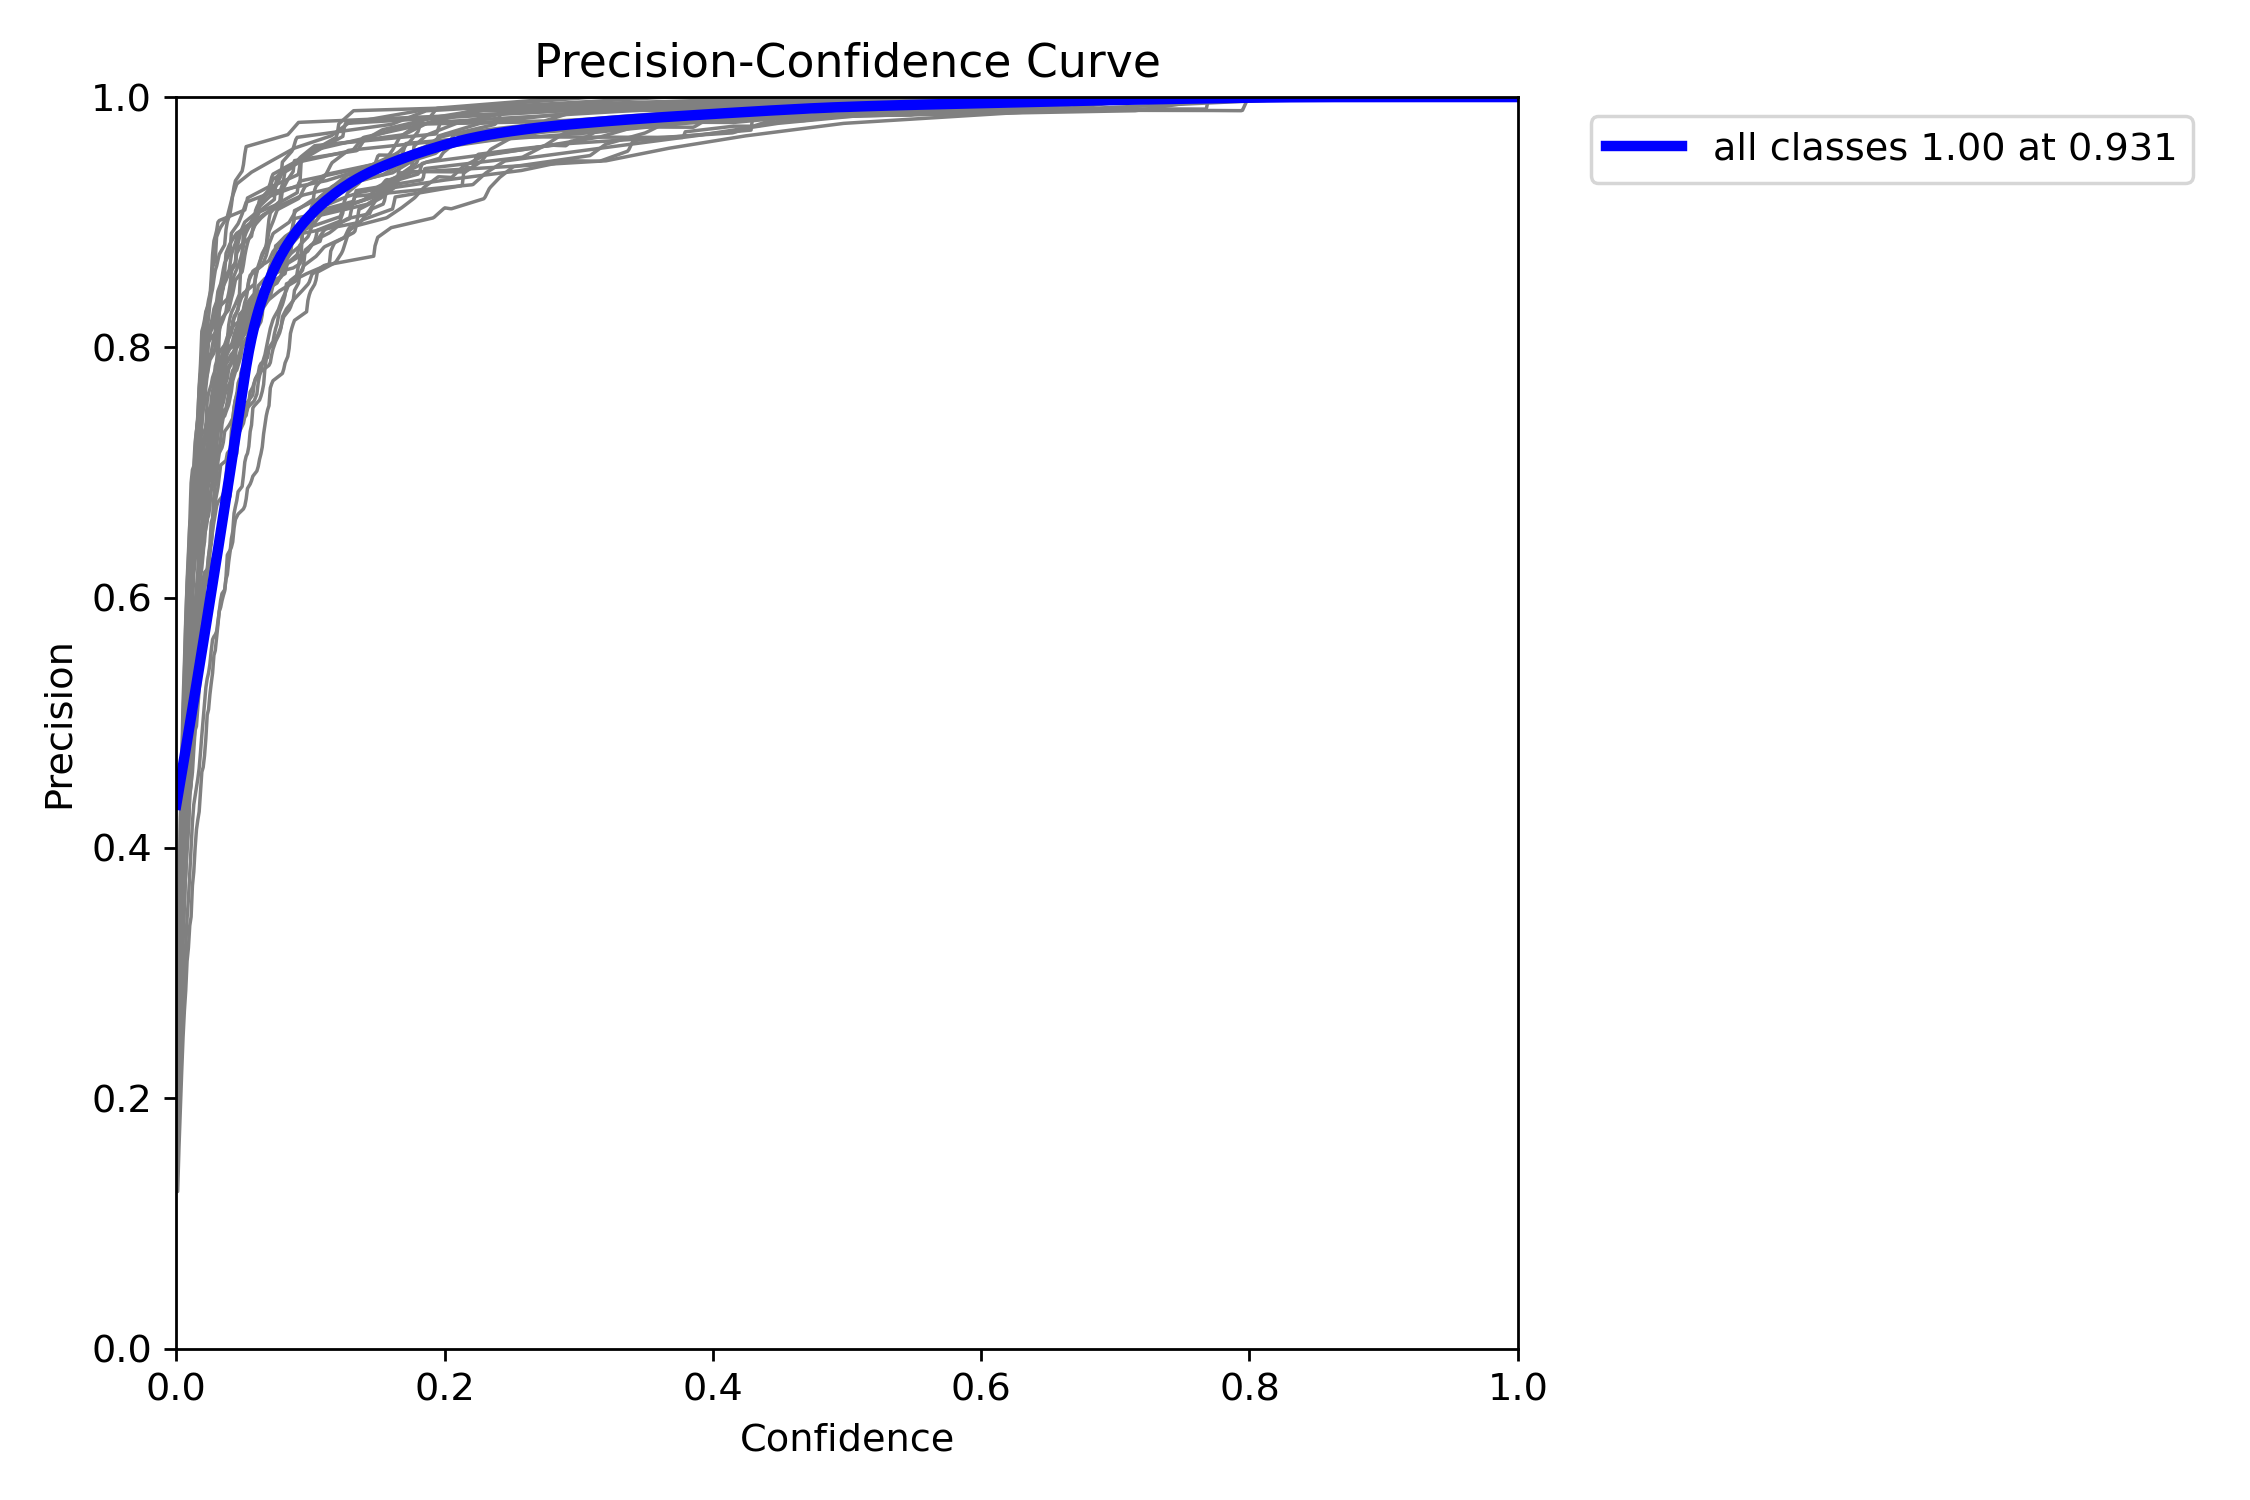 Precision-Confidence Curve
all classes 1.00 at 0.931
Precision
1.0
0.8
0.6
0.4
0.2
0.0
0.0 0.2 0.4 0.6 0.8 1.0
Confidence